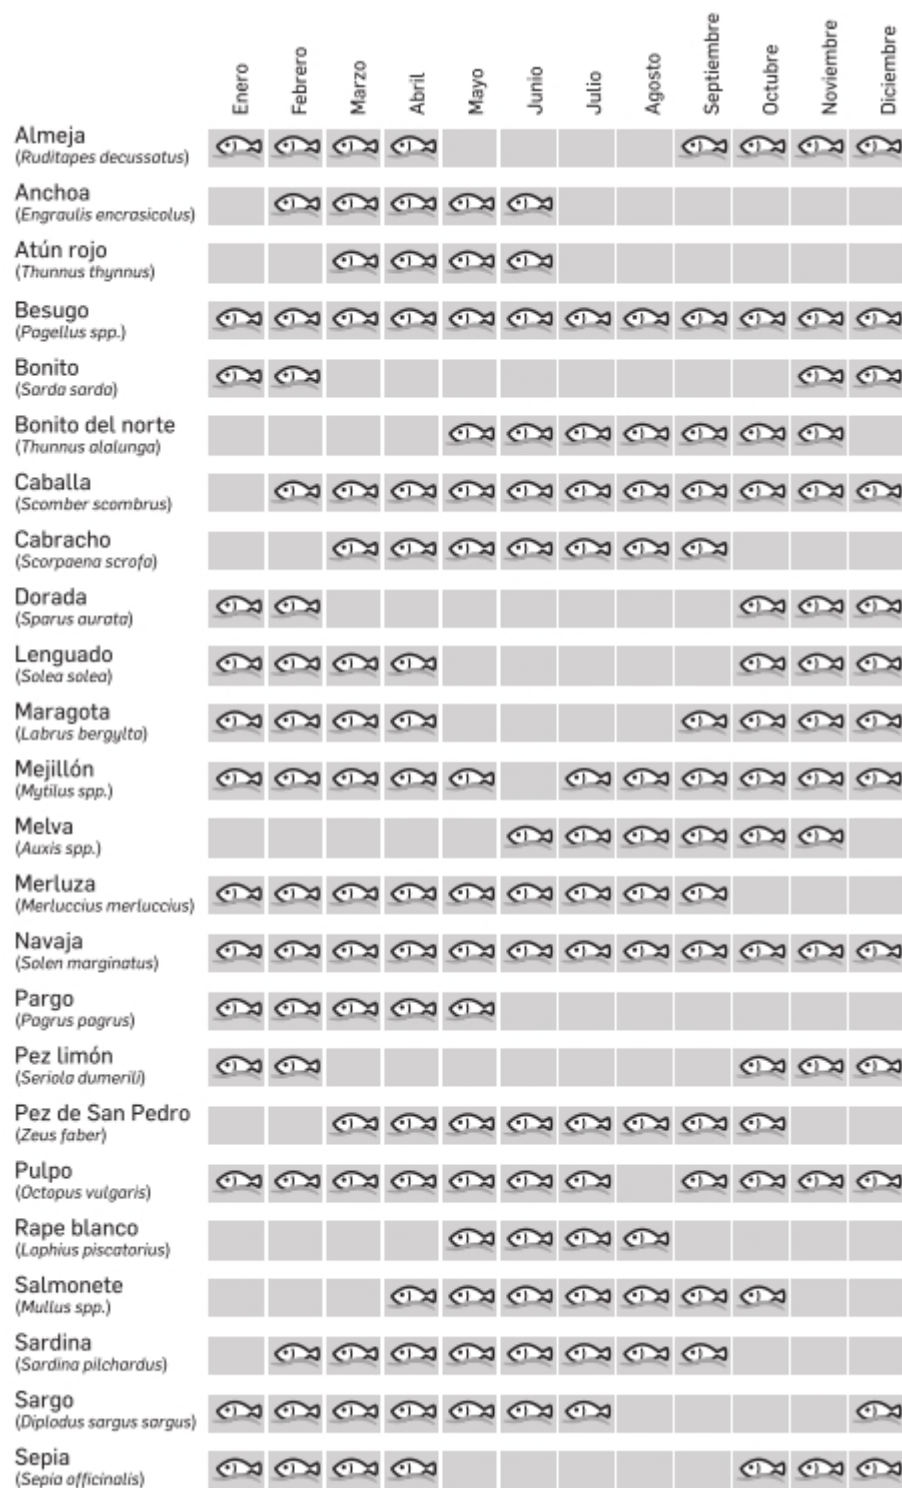 Enero
Febrero
Marzo
Abril
Mayo
Junio
Julio
Agosto
Septiembre
Octubre
Noviembre
Diciembre
Almeja
(Ruditapes decussatus)
Anchoa
(Engraulis encrasicolus)
Atún rojo
(Thunnus thynnus)
Besugo
(Pagellus spp.)
Bonito
(Sarda sarda)
Bonito del norte
(Thunnus alalunga)
Caballa
(Scomber scombrus)
Cabracho
(Scorpaena scrofa)
Dorada
(Sparus aurata)
Lenguado
(Solea solea)
Maragota
(Labrus bergylta)
Mejillón
(Mytilus spp.)
Melva
(Auxis spp.)
Merluza
(Merluccius merluccius)
Navaja
(Solen marginatus)
Pargo
(Pagrus pagrus)
Pez limón
(Seriola dumerili)
Pez de San Pedro
(Zeus faber)
Pulpo
(Octopus vulgaris)
Rape blanco
(Lophius piscatorius)
Salmonete
(Mullus spp.)
Sardina
(Sardina pilchardus)
Sargo
(Diplodus sargus sargus)
Sepia
(Sepia officinalis)